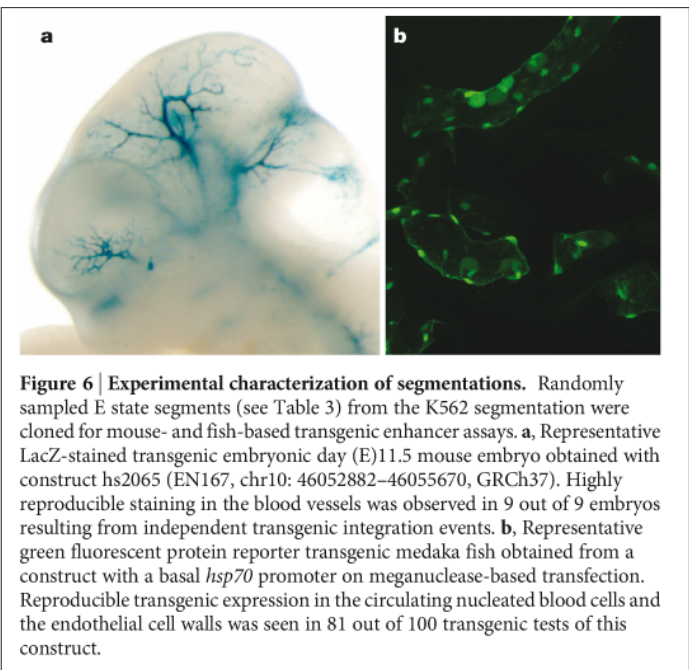 a
b
Figure 6 | Experimental characterization of segmentations. Randomly
sampled E state segments (see Table 3) from the K562 segmentation were
cloned for mouse- and fish-based transgenic enhancer assays. a, Representative
LacZ-stained transgenic embryonic day (E)11.5 mouse embryo obtained with
construct hs2065 (EN167, chr10: 46052882–46055670, GRCh37). Highly
reproducible staining in the blood vessels was observed in 9 out of 9 embryos
resulting from independent transgenic integration events. b, Representative
green fluorescent protein reporter transgenic medaka fish obtained from a
construct with a basal hsp70 promoter on meganuclease-based transfection.
Reproducible transgenic expression in the circulating nucleated blood cells and
the endothelial cell walls was seen in 81 out of 100 transgenic tests of this
construct.